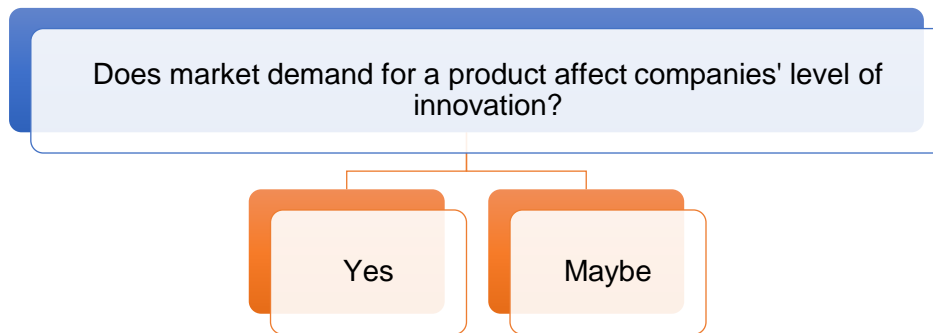 Does market demand for a product affect companies' level of
innovation?
Yes
Maybe